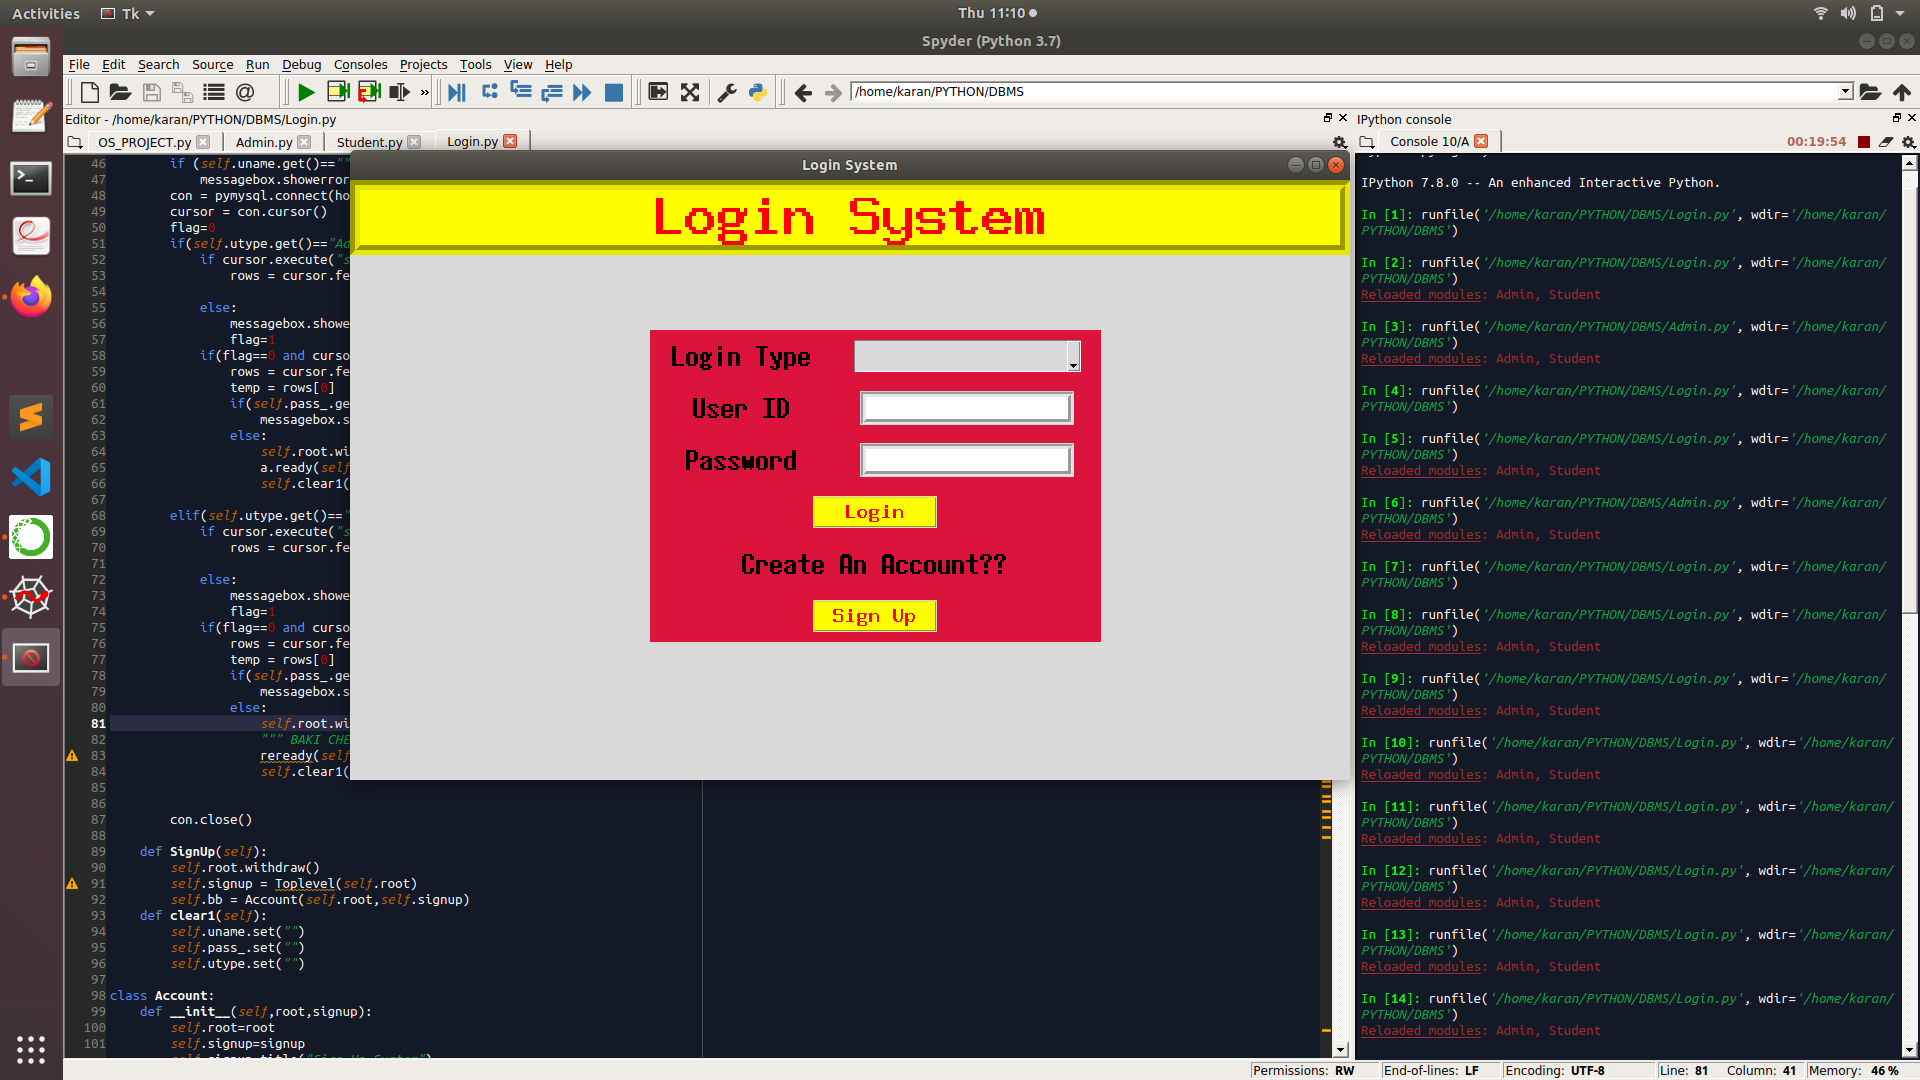 Activities
Tk
Thu 11:10
Spyder (Python 3.7)
File Edit Search Source Run Debug Consoles Projects Tools View Help
/home/karan/PYTHON/DBMS
Editor - /home/karan/PYTHON/DBMS/Login.py
OS_PROJECT.py Admin.py Student.py Login.py
46 if (self.uname.get()==""
47 messagebox.showerror
48 con = pymysql.connect(ho
49 cursor = con.cursor()
50 flag=0
51 if(self.utype.get()=="Ad
52 if cursor.execute("s
53 rows = cursor.fe
54
55 else:
56 messagebox.showe
57 flag=1
58 if(flag==0 and curso
59 rows = cursor.fe
60 temp = rows[0]
61 if(self.pass_.ge
62 messagebox.s
63 else:
64 self.root.wi
65 a.ready(self
66 self.clear1(
67
68 elif(self.utype.get()=="
69 if cursor.execute("s
70 rows = cursor.fe
71
72 else:
73 messagebox.showe
74 flag=1
75 if(flag==0 and curso
76 rows = cursor.fe
77 temp = rows[0]
78 if(self.pass_.ge
79 messagebox.s
80 else:
81 self.root.wi
82 """ BAKI CHE
83 reready(self
84 self.clear1(
85
86
87 con.close()
88
89 def SignUp(self):
90 self.root.withdraw()
91 self.signup = Toplevel(self.root)
92 self.bb = Account(self.root,self.signup)
93 def clear1(self):
94 self.uname.set("")
95 self.pass_.set("")
96 self.utype.set("")
97
98 class Account:
99 def __init__(self,root,signup):
100 self.root=root
101 self.signup=signup
Login System
Login System
Login Type
User ID
Password
Login
Create An Account??
Sign Up
IPython console
Console 10/A
00:19:54
IPython 7.8.0 -- An enhanced Interactive Python.
In [1]: runfile('/home/karan/PYTHON/DBMS/Login.py', wdir='/home/karan/
PYTHON/DBMS')
In [2]: runfile('/home/karan/PYTHON/DBMS/Login.py', wdir='/home/karan/
PYTHON/DBMS')
Reloaded modules: Admin, Student
In [3]: runfile('/home/karan/PYTHON/DBMS/Admin.py', wdir='/home/karan/
PYTHON/DBMS')
Reloaded modules: Admin, Student
In [4]: runfile('/home/karan/PYTHON/DBMS/Login.py', wdir='/home/karan/
PYTHON/DBMS')
In [5]: runfile('/home/karan/PYTHON/DBMS/Login.py', wdir='/home/karan/
PYTHON/DBMS')
Reloaded modules: Admin, Student
In [6]: runfile('/home/karan/PYTHON/DBMS/Admin.py', wdir='/home/karan/
PYTHON/DBMS')
Reloaded modules: Admin, Student
In [7]: runfile('/home/karan/PYTHON/DBMS/Login.py', wdir='/home/karan/
PYTHON/DBMS')
In [8]: runfile('/home/karan/PYTHON/DBMS/Login.py', wdir='/home/karan/
PYTHON/DBMS')
Reloaded modules: Admin, Student
In [9]: runfile('/home/karan/PYTHON/DBMS/Login.py', wdir='/home/karan/
PYTHON/DBMS')
Reloaded modules: Admin, Student
In [10]: runfile('/home/karan/PYTHON/DBMS/Login.py', wdir='/home/karan/
PYTHON/DBMS')
Reloaded modules: Admin, Student
In [11]: runfile('/home/karan/PYTHON/DBMS/Login.py', wdir='/home/karan/
PYTHON/DBMS')
Reloaded modules: Admin, Student
In [12]: runfile('/home/karan/PYTHON/DBMS/Login.py', wdir='/home/karan/
PYTHON/DBMS')
Reloaded modules: Admin, Student
In [13]: runfile('/home/karan/PYTHON/DBMS/Login.py', wdir='/home/karan/
PYTHON/DBMS')
Reloaded modules: Admin, Student
In [14]: runfile('/home/karan/PYTHON/DBMS/Login.py', wdir='/home/karan/
PYTHON/DBMS')
Reloaded modules: Admin, Student
Permissions: RW End-of-lines: LF Encoding: UTF-8 Line: 81 Column: 41 Memory: 46 %